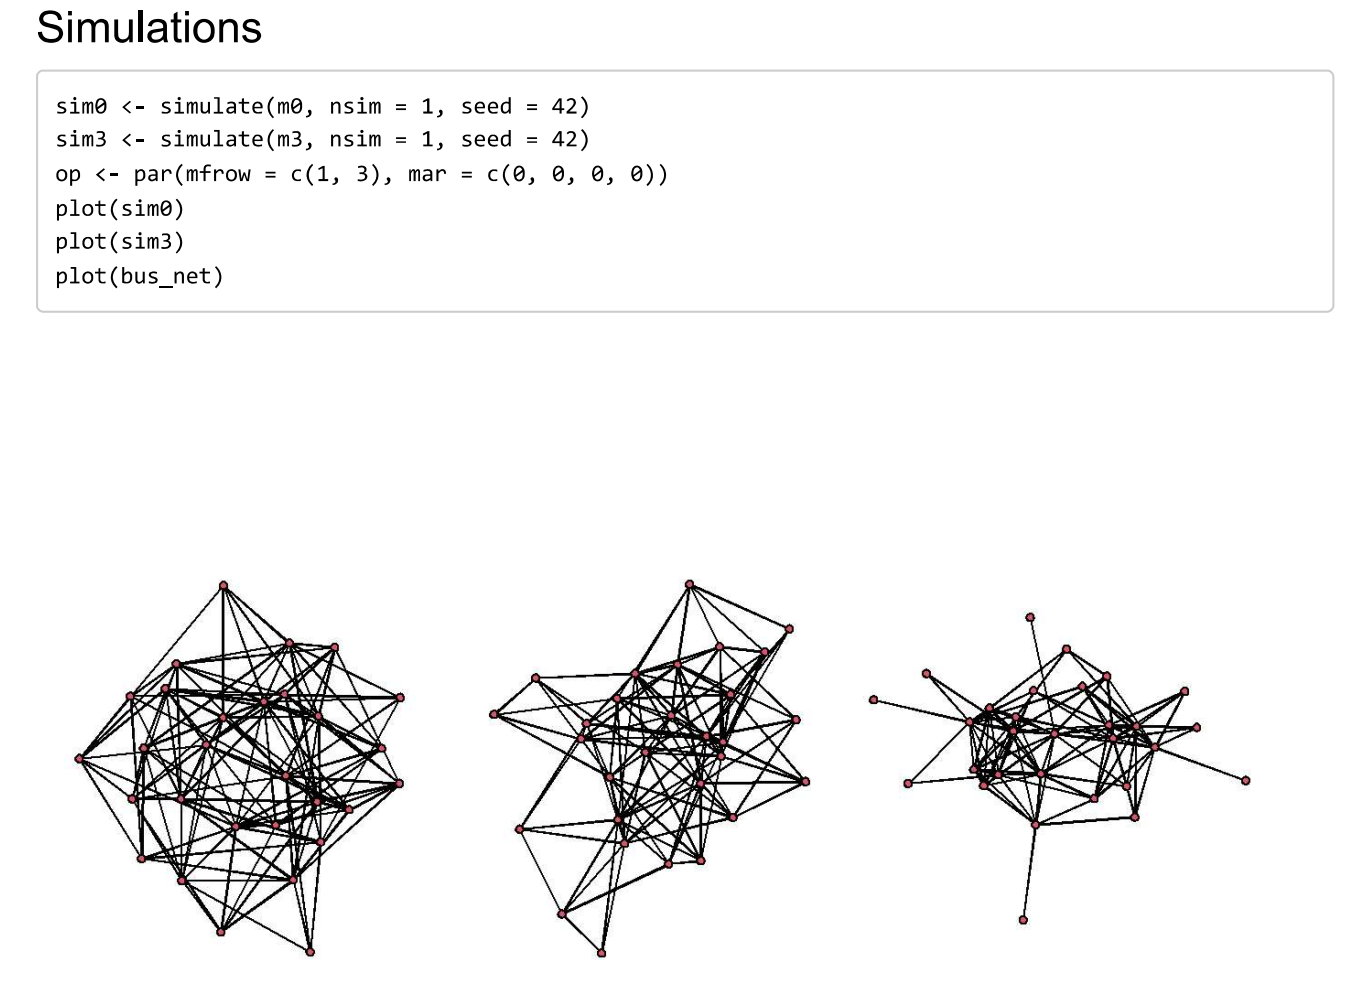 Simulations
sim0 <- simulate(m0, nsim = 1, seed = 42)
sim3 <- simulate(m3, nsim = 1, seed = 42)
op <- par(mfrow = c(1, 3), mar = c(0, 0, 0, 0))
plot(sim0)
plot(sim3)
plot(bus_net)